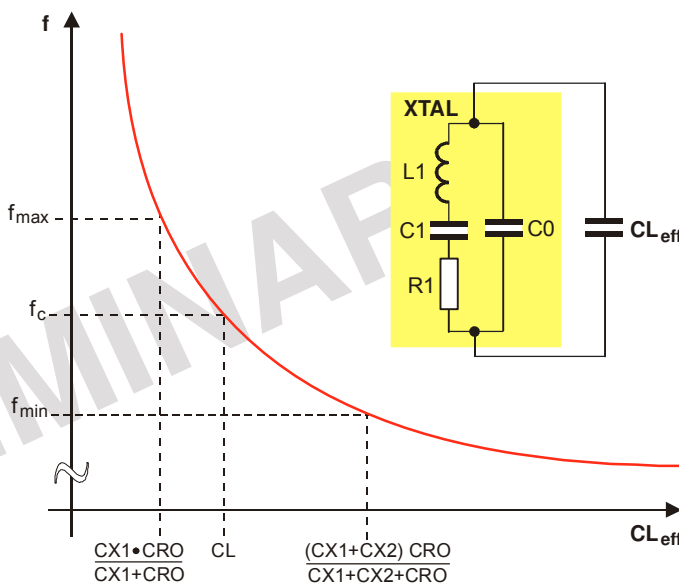 f
XTAL
L1
C1
C0
CLeff
R1
fmax
fc
fmin
MINAR
CLeff
CX1•CRO
CX1+CRO
CL
(CX1+CX2) CRO
CX1+CX2+CRO